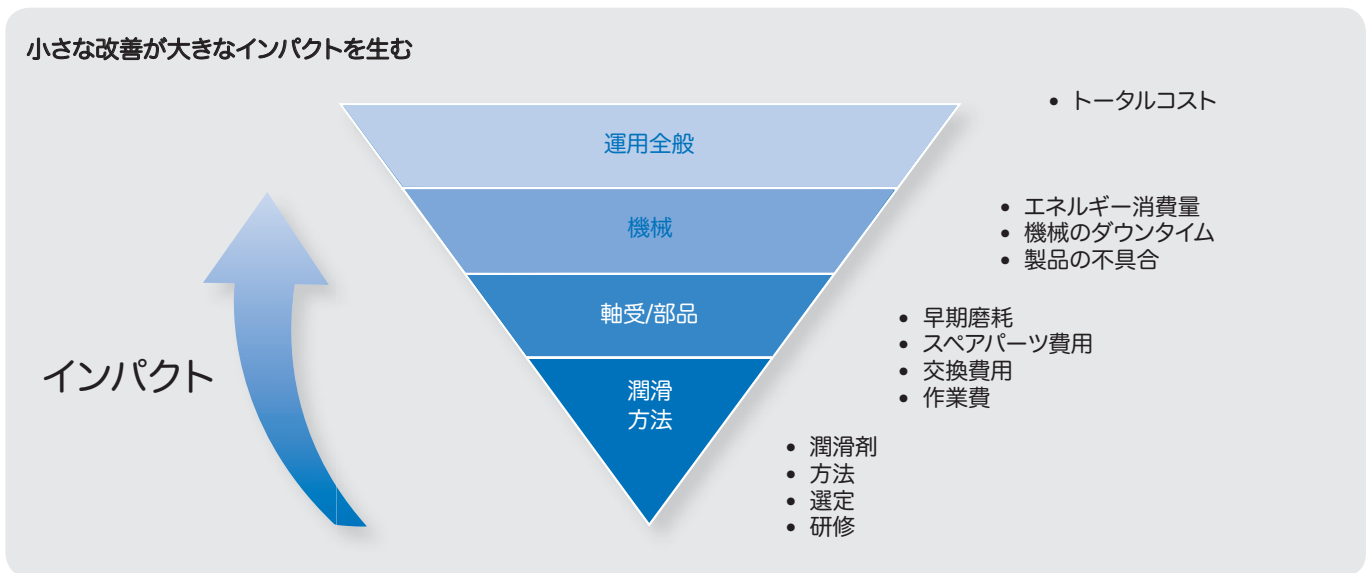 小さな改善が大きなインパクトを生む
• トータルコスト
運用全般
• エネルギー消費量
• 機械のダウンタイム
• 製品の不具合
機械
• 早期磨耗
• スペアパーツ費用
• 交換費用
• 作業費
軸受/部品
インパクト
潤滑
方法
• 潤滑剤
• 方法
• 選定
• 研修